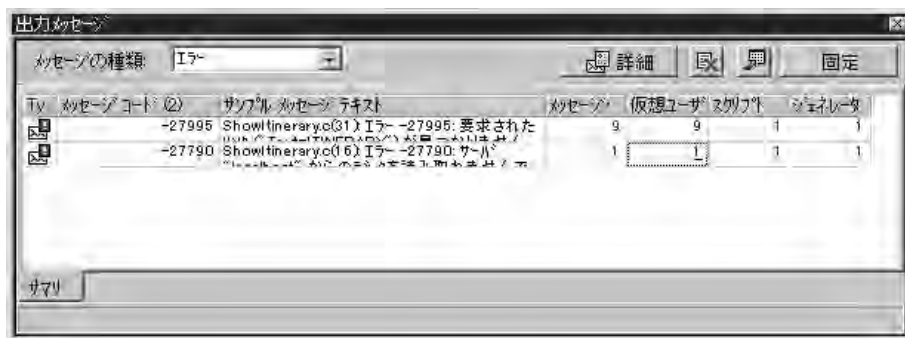 出力メッセージ
メッセージの種類: エラー 詳細 固定
Ty メッセージ コード (2) サンプル メッセージ テキスト メッセージ・ 仮想ユーザ スクリプト ジェネレータ
-27995 ShowItinerary.c(31): エラー -27995: 要求された 9 9 1 1
-27790 ShowItinerary.c(16): エラー -27790: サーバ 1 1 1 1
サマリ